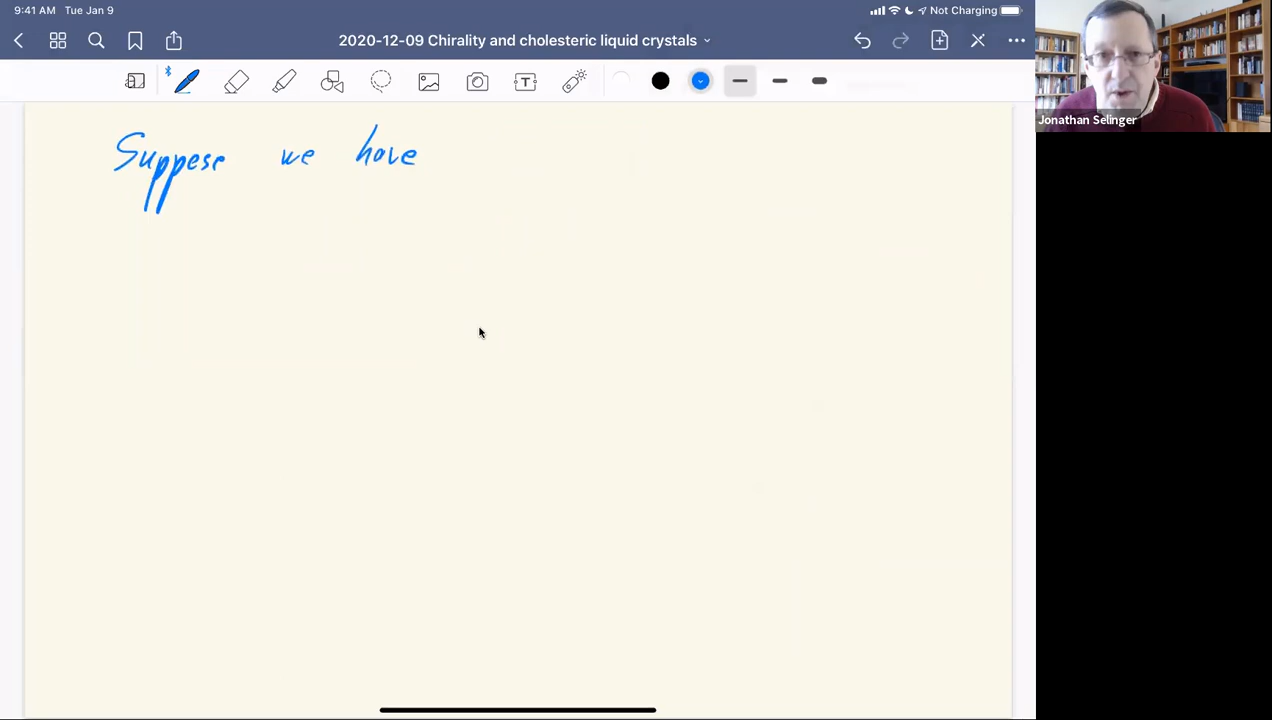 9:41 AM Tue Jan 9
Not Charging
2020-12-09 Chirality and cholesteric liquid crystals
T
Jonathan Selinger
Suppose we have